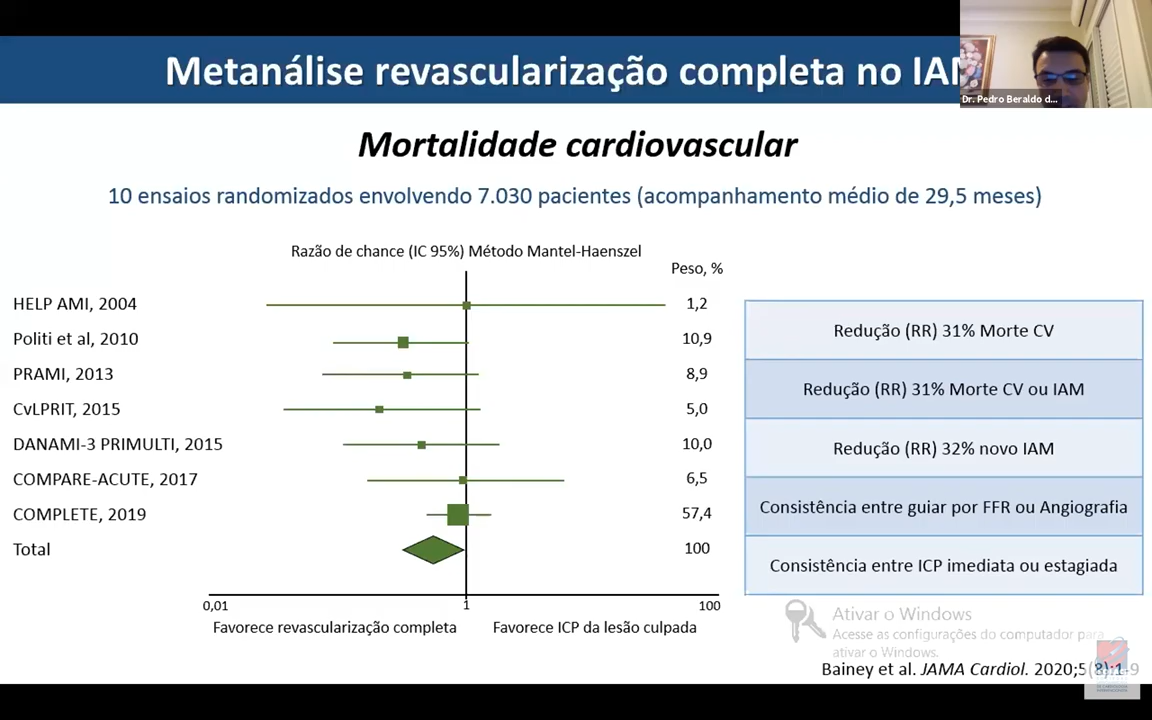 Metanálise revascularização completa no IAM
Dr. Pedro Beraldo d...
Mortalidade cardiovascular
10 ensaios randomizados envolvendo 7.030 pacientes (acompanhamento médio de 29,5 meses)
Razão de chance (IC 95%) Método Mantel-Haenszel
Peso, %
HELP AMI, 2004 1,2
Politi et al, 2010 10,9
PRAMI, 2013 8,9
CvLPRIT, 2015 5,0
DANAMI-3 PRIMULTI, 2015 10,0
COMPARE-ACUTE, 2017 6,5
COMPLETE, 2019 57,4
Total 100
0,01 1 100
Favorece revascularização completa Favorece ICP da lesão culpada
Redução (RR) 31% Morte CV
Redução (RR) 31% Morte CV ou IAM
Redução (RR) 32% novo IAM
Consistência entre guiar por FFR ou Angiografia
Consistência entre ICP imediata ou estagiada
Ativar o Windows
Acesse as configurações do computador para
ativar o Windows.
Bainey et al. JAMA Cardiol. 2020;5(8):1-9